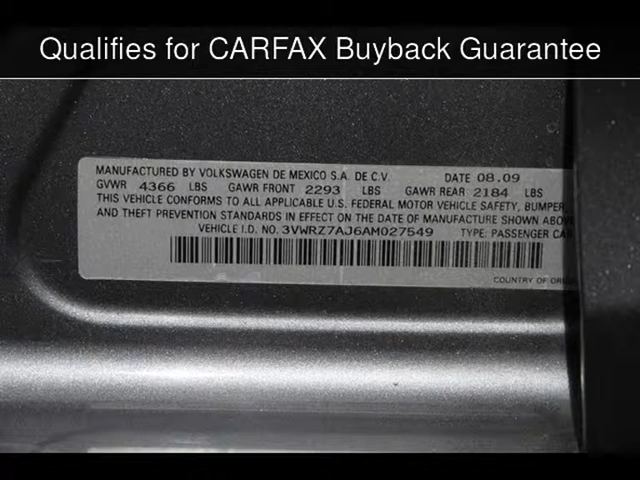 Qualifies for CARFAX Buyback Guarantee
MANUFACTURED BY VOLKSWAGEN DE MEXICO S.A. DE C.V. DATE 08.09
GVWR 4366 LBS GAWR FRONT 2293 LBS GAWR REAR 2184 LBS
THIS VEHICLE CONFORMS TO ALL APPLICABLE U.S. FEDERAL MOTOR VEHICLE SAFETY, BUMPER,
AND THEFT PREVENTION STANDARDS IN EFFECT ON THE DATE OF MANUFACTURE SHOWN ABOVE
VEHICLE I.D. NO. 3VWRZ7AJ6AM027549 TYPE: PASSENGER CAR
COUNTRY OF